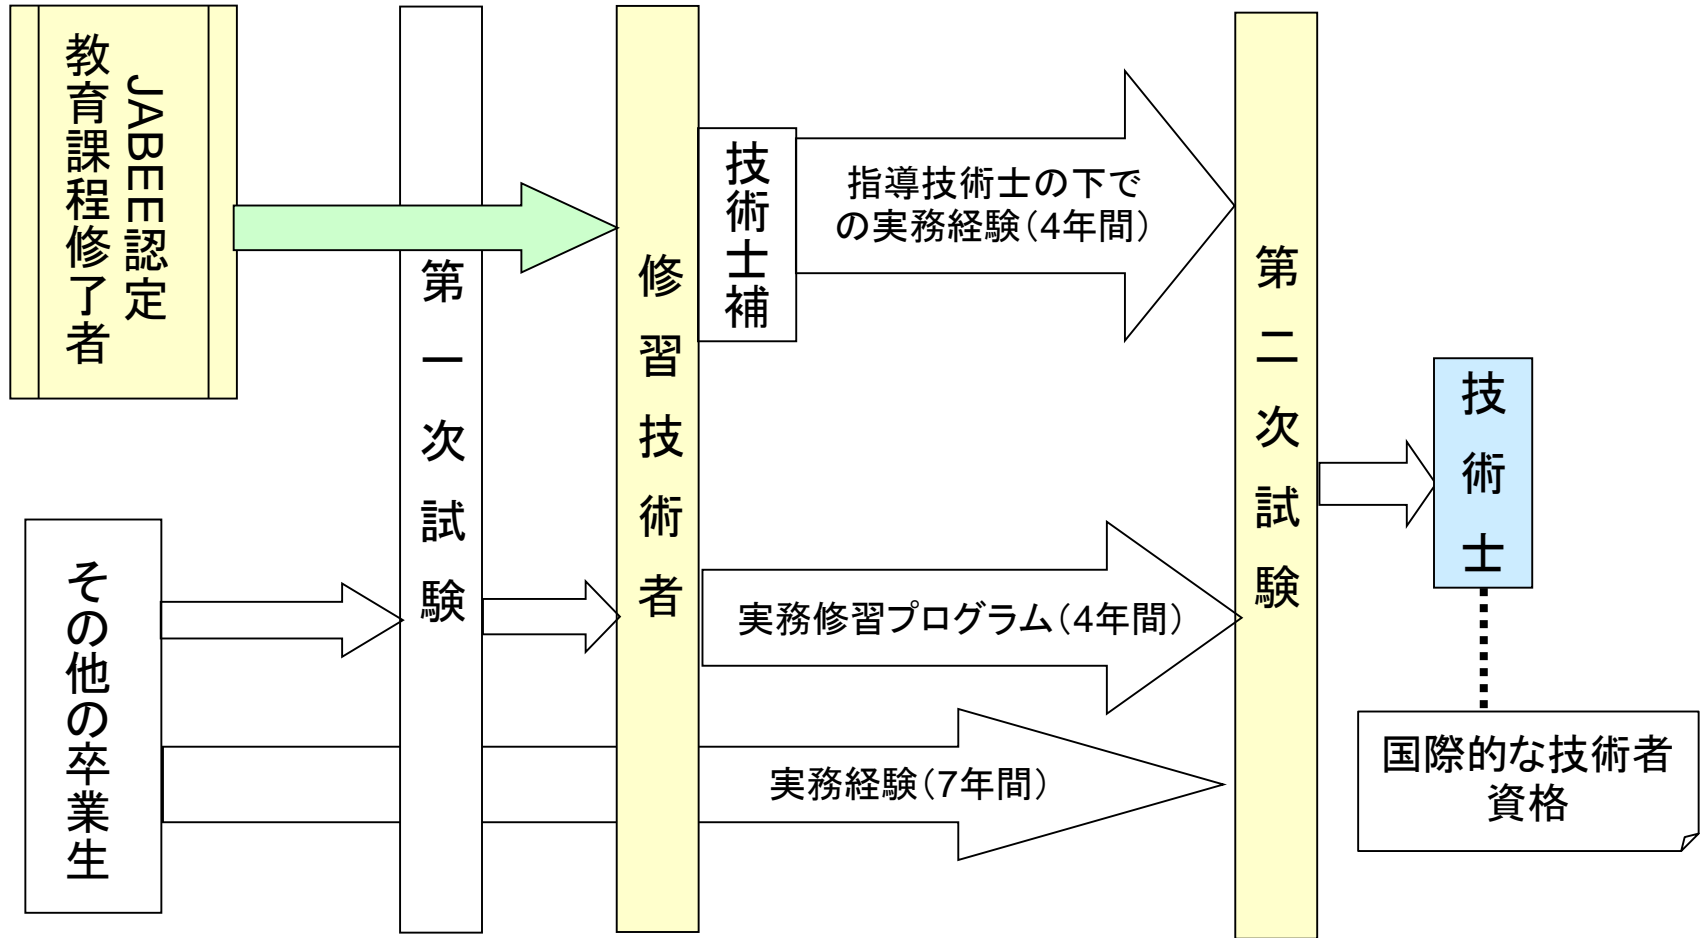 JABEE認定
教育課程修了者
その他の卒業生
第一次試験
修習技術者
技術士補
指導技術士の下で
の実務経験（4年間）
実務修習プログラム（4年間）
実務経験（7年間）
第二次試験
技術士
国際的な技術者
資格